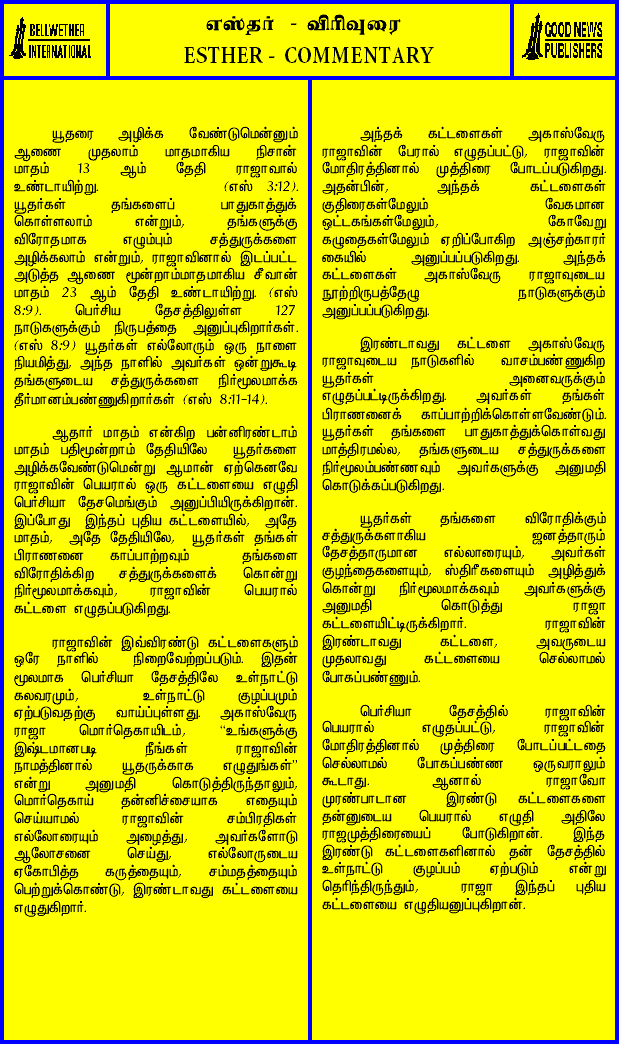 BELLWETHER
INTERNATIONAL
எஸ்தர் - விரிவுரை
ESTHER - COMMENTARY
GOOD NEWS
PUBLISHERS
யூதரை அழிக்க வேண்டுமென்னும்
ஆணை முதலாம் மாதமாகிய நிசான்
மாதம் 13 ஆம் தேதி ராஜாவால்
உண்டாயிற்று. (எஸ் 3:12).
யூதர்கள் தங்களைப் பாதுகாத்துக்
கொள்ளலாம் என்றும், தங்களுக்கு
விரோதமாக எழும்பும் சத்துருக்களை
அழிக்கலாம் என்றும், ராஜாவினால் இடப்பட்ட
அடுத்த ஆணை மூன்றாம்மாதமாகிய சீவான்
மாதம் 23 ஆம் தேதி உண்டாயிற்று. (எஸ்
8:9). பெர்சிய தேசத்திலுள்ள 127
நாடுகளுக்கும் நிருபத்தை அனுப்புகிறார்கள்.
(எஸ் 8:9) யூதர்கள் எல்லோரும் ஒரு நாளை
நியமித்து, அந்த நாளில் அவர்கள் ஒன்றுகூடி
தங்களுடைய சத்துருக்களை நிர்மூலமாக்க
தீர்மானம்பண்ணுகிறார்கள் (எஸ் 8:11-14).
ஆதார் மாதம் என்கிற பன்னிரண்டாம்
மாதம் பதிமூன்றாம் தேதியிலே யூதர்களை
அழிக்கவேண்டுமென்று ஆமான் ஏற்கெனவே
ராஜாவின் பெயரால் ஒரு கட்டளையை எழுதி
பெர்சியா தேசமெங்கும் அனுப்பியிருக்கிறான்.
இப்போது இந்தப் புதிய கட்டளையில், அதே
மாதம், அதே தேதியிலே, யூதர்கள் தங்கள்
பிராணனை காப்பாற்றவும் தங்களை
விரோதிக்கிற சத்துருக்களைக் கொன்று
நிர்மூலமாக்கவும், ராஜாவின் பெயரால்
கட்டளை எழுதப்படுகிறது.
ராஜாவின் இவ்விரண்டு கட்டளைகளும்
ஒரே நாளில் நிறைவேற்றப்படும். இதன்
மூலமாக பெர்சியா தேசத்திலே உள்நாட்டு
கலவரமும், உள்நாட்டு குழப்பமும்
ஏற்படுவதற்கு வாய்ப்புள்ளது. அகாஸ்வேரு
ராஜா மொர்தெகாயிடம், "உங்களுக்கு
இஷ்டமானபடி நீங்கள் ராஜாவின்
நாமத்தினால் யூதருக்காக எழுதுங்கள்"
என்று அனுமதி கொடுத்திருந்தாலும்,
மொர்தெகாய் தன்னிச்சையாக எதையும்
செய்யாமல் ராஜாவின் சம்பிரதிகள்
எல்லோரையும் அழைத்து, அவர்களோடு
ஆலோசனை செய்து, எல்லோருடைய
ஏகோபித்த கருத்தையும், சம்மதத்தையும்
பெற்றுக்கொண்டு, இரண்டாவது கட்டளையை
எழுதுகிறார்.
அந்தக் கட்டளைகள் அகாஸ்வேரு
ராஜாவின் பேரால் எழுதப்பட்டு, ராஜாவின்
மோதிரத்தினால் முத்திரை போடப்படுகிறது.
அதன்பின், அந்தக் கட்டளைகள்
குதிரைகள்மேலும் வேகமான
ஒட்டகங்கள்மேலும், கோவேறு
கழுதைகள்மேலும் ஏறிப்போகிற அஞ்சற்காரர்
கையில் அனுப்பப்படுகிறது. அந்தக்
கட்டளைகள் அகாஸ்வேரு ராஜாவுடைய
நூற்றிருபத்தேழு நாடுகளுக்கும்
அனுப்பப்படுகிறது.
இரண்டாவது கட்டளை அகாஸ்வேரு
ராஜாவுடைய நாடுகளில் வாசம்பண்ணுகிற
யூதர்கள் அனைவருக்கும்
எழுதப்பட்டிருக்கிறது. அவர்கள் தங்கள்
பிராணனைக் காப்பாற்றிக்கொள்ளவேண்டும்.
யூதர்கள் தங்களை பாதுகாத்துக்கொள்வது
மாத்திரமல்ல, தங்களுடைய சத்துருக்களை
நிர்மூலம்பண்ணவும் அவர்களுக்கு அனுமதி
கொடுக்கப்படுகிறது.
யூதர்கள் தங்களை விரோதிக்கும்
சத்துருக்களாகிய ஜனத்தாரும்
தேசத்தாருமான எல்லாரையும், அவர்கள்
குழந்தைகளையும், ஸ்திரீகளையும் அழித்துக்
கொன்று நிர்மூலமாக்கவும் அவர்களுக்கு
அனுமதி கொடுத்து ராஜா
கட்டளையிட்டிருக்கிறார். ராஜாவின்
இரண்டாவது கட்டளை, அவருடைய
முதலாவது கட்டளையை செல்லாமல்
போகப்பண்ணும்.
பெர்சியா தேசத்தில் ராஜாவின்
பெயரால் எழுதப்பட்டு, ராஜாவின்
மோதிரத்தினால் முத்திரை போடப்பட்டதை
செல்லாமல் போகப்பண்ண ஒருவராலும்
கூடாது. ஆனால் ராஜாவோ
முரண்பாடான இரண்டு கட்டளைகளை
தன்னுடைய பெயரால் எழுதி அதிலே
ராஜமுத்திரையைப் போடுகிறான். இந்த
இரண்டு கட்டளைகளினால் தன் தேசத்தில்
உள்நாட்டு குழப்பம் ஏற்படும் என்று
தெரிந்திருந்தும், ராஜா இந்தப் புதிய
கட்டளையை எழுதியனுப்புகிறான்.